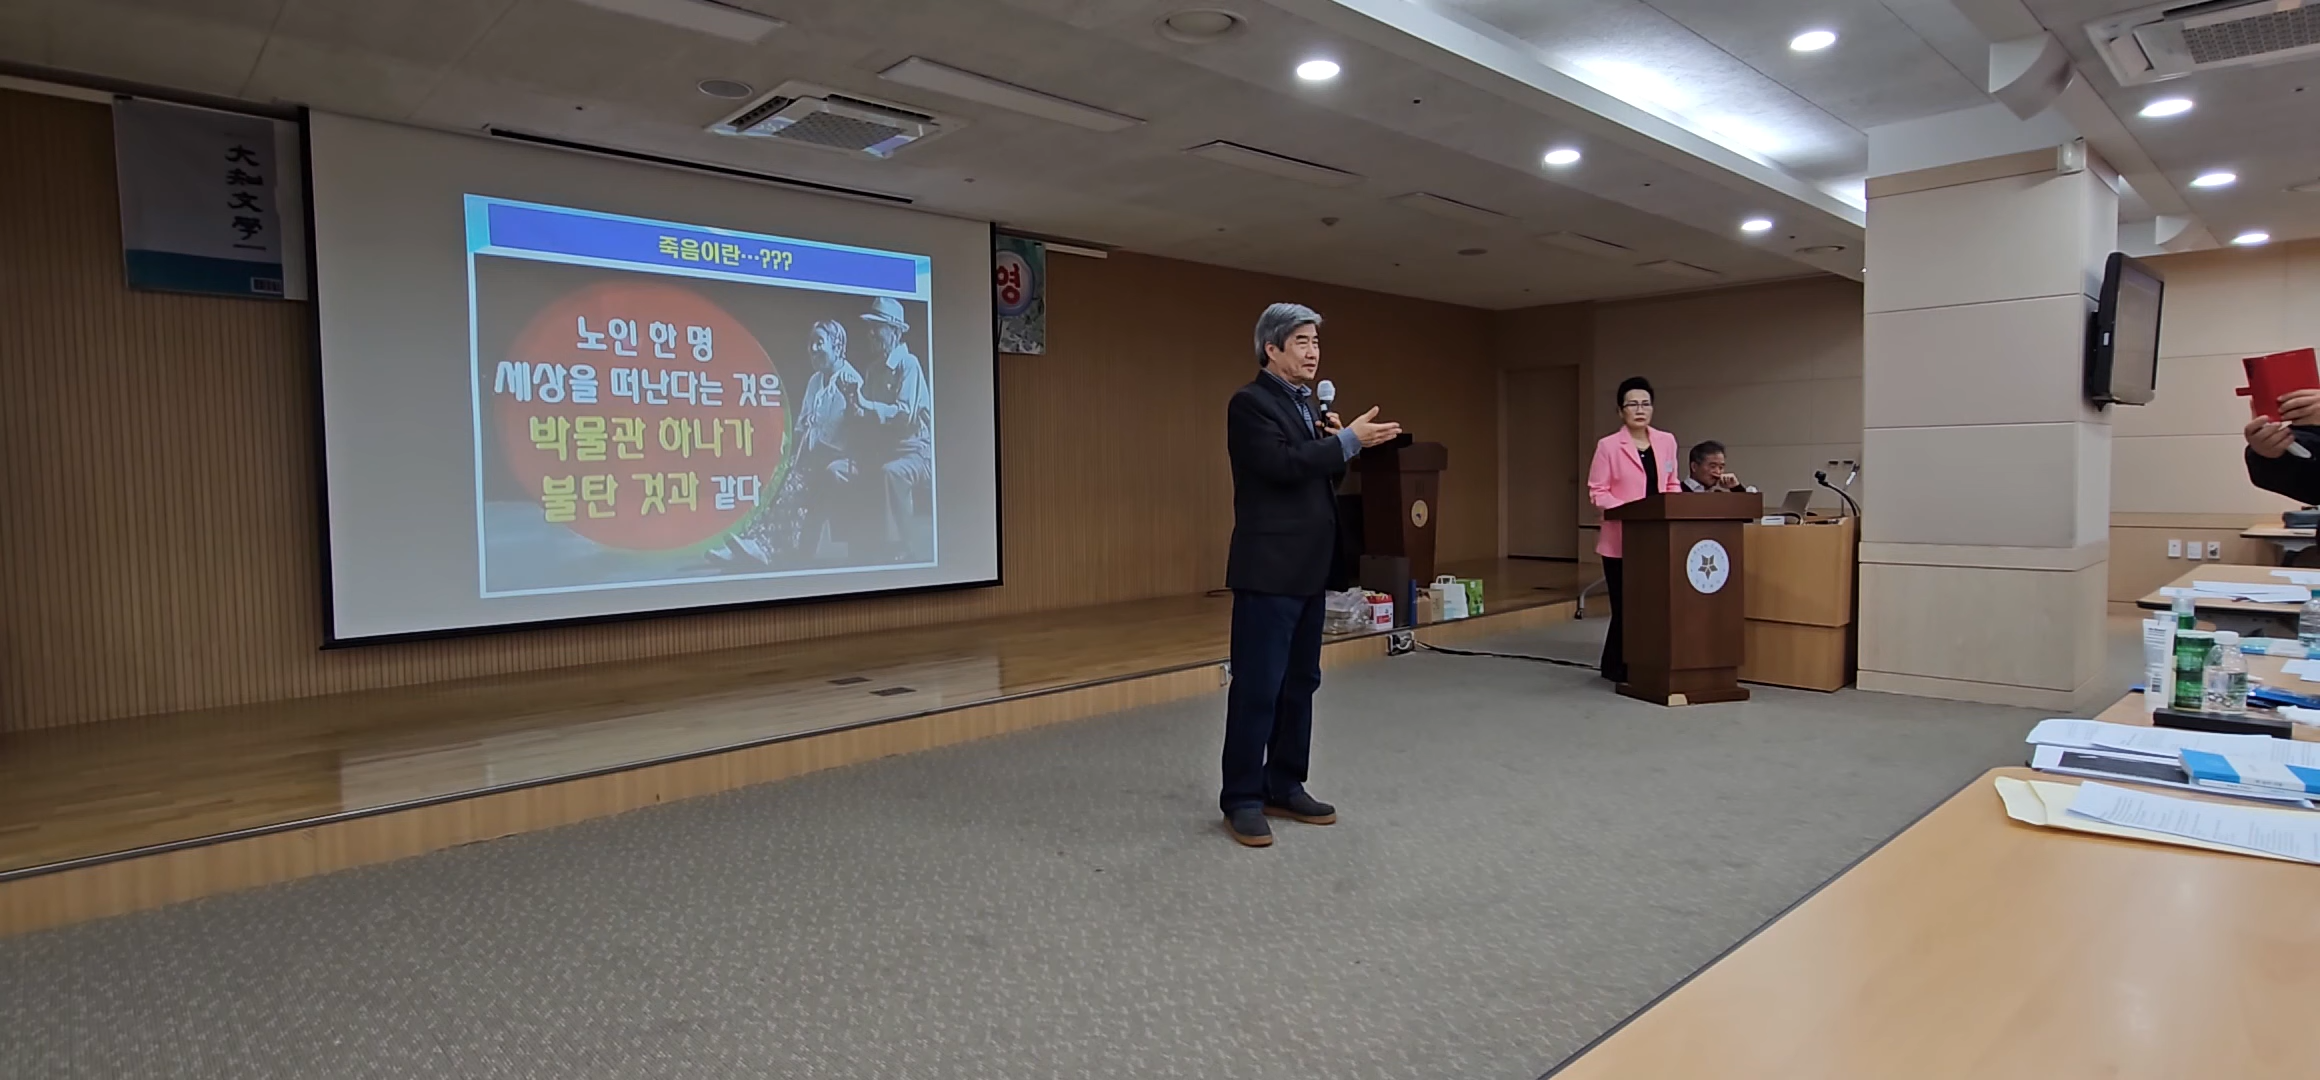 大知文學
죽음이란…???
노인 한 명
세상을 떠난다는 것은
박물관 하나가
불탄 것과 같다
영